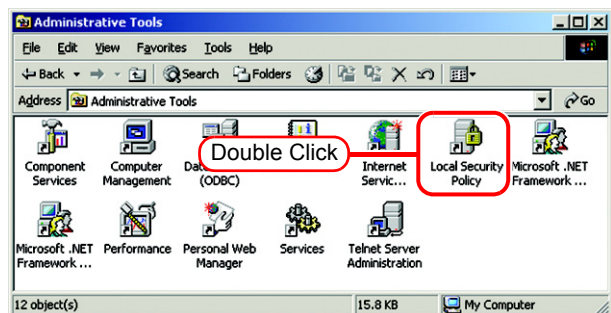 Administrative Tools
File Edit View Favorites Tools Help
Back Search Folders
Address Administrative Tools Go
Double Click
Component Services
Computer Management
(ODBC)
Internet Servic...
Local Security Policy
Microsoft .NET Framework ...
Microsoft .NET Framework ...
Performance
Personal Web Manager
Services
Telnet Server Administration
12 object(s) 15.8 KB My Computer